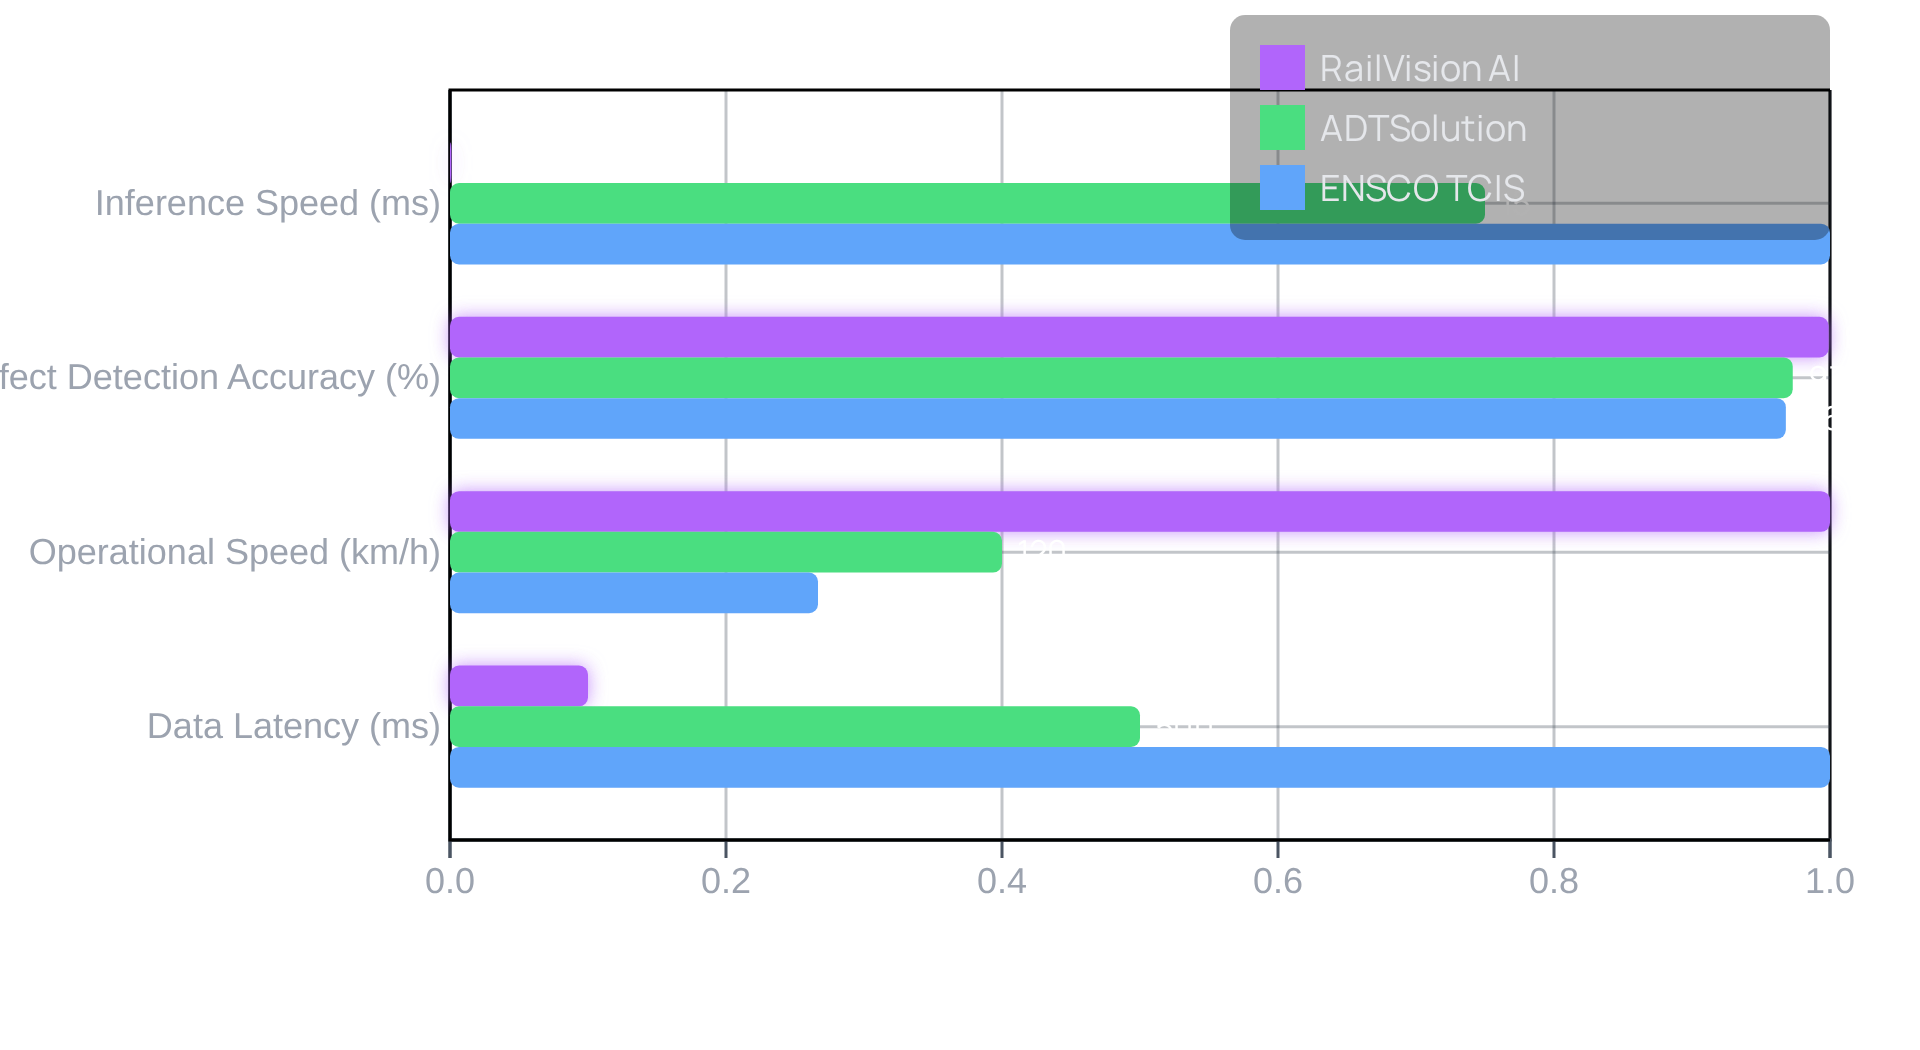 RailVision AI
ADTSolution
ENSCO TCIS
Inference Speed (ms)
fect Detection Accuracy (%)
Operational Speed (km/h)
120
Data Latency (ms)
0.0 0.2 0.4 0.6 0.8 1.0